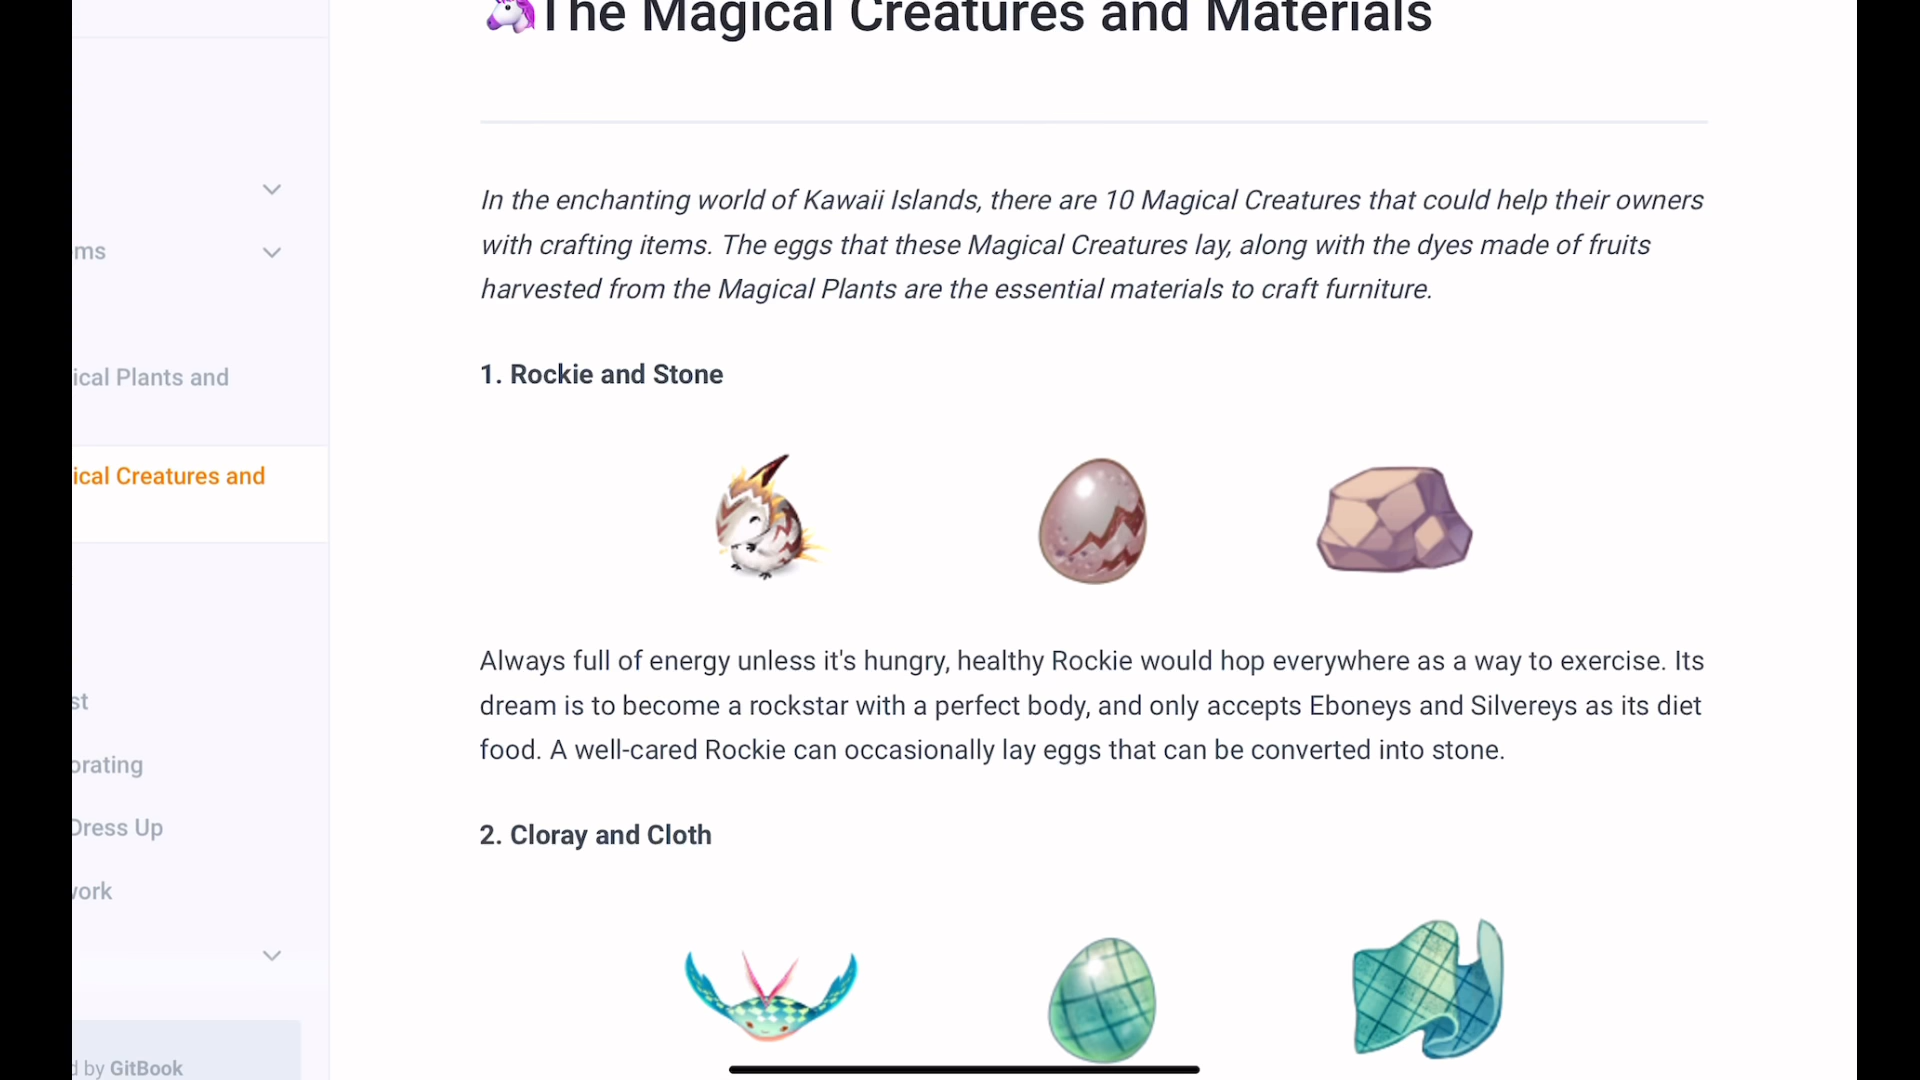 The Magical Creatures and Materials
In the enchanting world of Kawaii Islands, there are 10 Magical Creatures that could help their owners
with crafting items. The eggs that these Magical Creatures lay, along with the dyes made of fruits
harvested from the Magical Plants are the essential materials to craft furniture.
1. Rockie and Stone
Always full of energy unless it's hungry, healthy Rockie would hop everywhere as a way to exercise. Its
dream is to become a rockstar with a perfect body, and only accepts Eboneys and Silvereys as its diet
food. A well-cared Rockie can occasionally lay eggs that can be converted into stone.
2. Cloray and Cloth
ms
ical Plants and
ical Creatures and
st
orating
Dress Up
work
d by GitBook